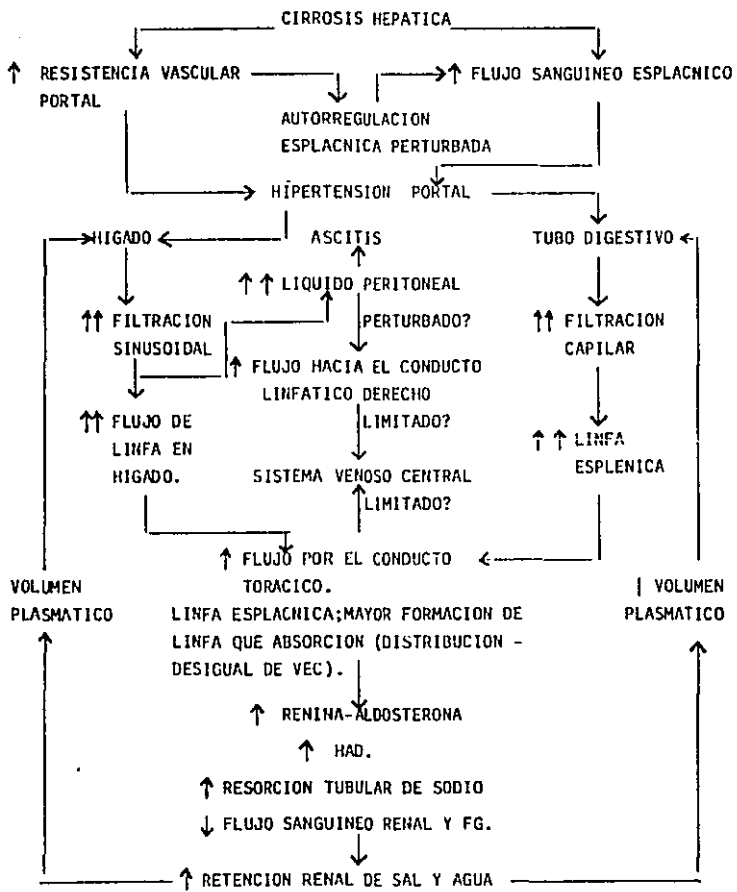 CIRROSIS HEPATICA
↑ RESISTENCIA VASCULAR
PORTAL
↑ FLUJO SANGUINEO ESPLACNICO
AUTORREGULACION
ESPLACNICA PERTURBADA
HIPERTENSION PORTAL
HIGADO
ASCITIS
TUBO DIGESTIVO
↑↑ LIQUIDO PERITONEAL
↑↑ FILTRACION
SINUSOIDAL
PERTURBADO?
↑↑ FILTRACION
CAPILAR
↑ FLUJO HACIA EL CONDUCTO
LINFATICO DERECHO
↑↑ FLUJO DE
LINFA EN
HIGADO.
LIMITADO?
↑↑ LINFA
ESPLENICA
SISTEMA VENOSO CENTRAL
LIMITADO?
↑ FLUJO POR EL CONDUCTO
TORACICO.
VOLUMEN
PLASMATICO
| VOLUMEN
PLASMATICO
LINFA ESPLACNICA;MAYOR FORMACION DE
LINFA QUE ABSORCION (DISTRIBUCION -
DESIGUAL DE VEC).
↑ RENINA-ALDOSTERONA
↑ HAD.
↑ RESORCION TUBULAR DE SODIO
↓ FLUJO SANGUINEO RENAL Y FG.
↑ RETENCION RENAL DE SAL Y AGUA